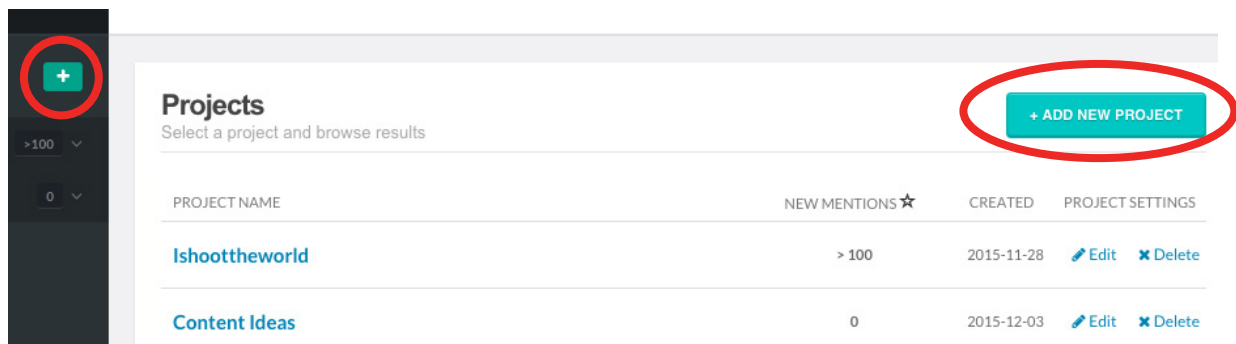 +
>100
0
Projects
Select a project and browse results
+ ADD NEW PROJECT
PROJECT NAME NEW MENTIONS CREATED PROJECT SETTINGS
Ishoottheworld > 100 2015-11-28 Edit Delete
Content Ideas 0 2015-12-03 Edit Delete